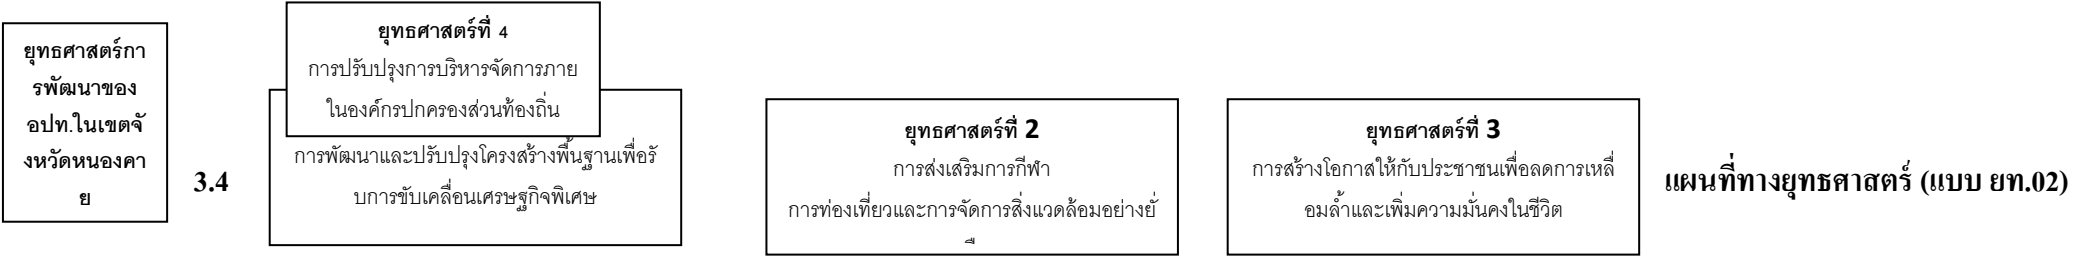 ยุทธศาสตร์กา
รพัฒนาของ
อปท.ในเขตจั
งหวัดหนองคา
ย
3.4
ยุทธศาสตร์ที่ 4
การปรับปรุงการบริหารจัดการภาย
ในองค์กรปกครองส่วนท้องถิ่น
การพัฒนาและปรับปรุงโครงสร้างพื้นฐานเพื่อรั
บการขับเคลื่อนเศรษฐกิจพิเศษ
ยุทธศาสตร์ที่ 2
การส่งเสริมการกีฬา
การท่องเที่ยวและการจัดการสิ่งแวดล้อมอย่างยั่
ยุทธศาสตร์ที่ 3
การสร้างโอกาสให้กับประชาชนเพื่อลดการเหลื่
อมล้ำและเพิ่มความมั่นคงในชีวิต
แผนที่ทางยุทธศาสตร์ (แบบ ยท.02)